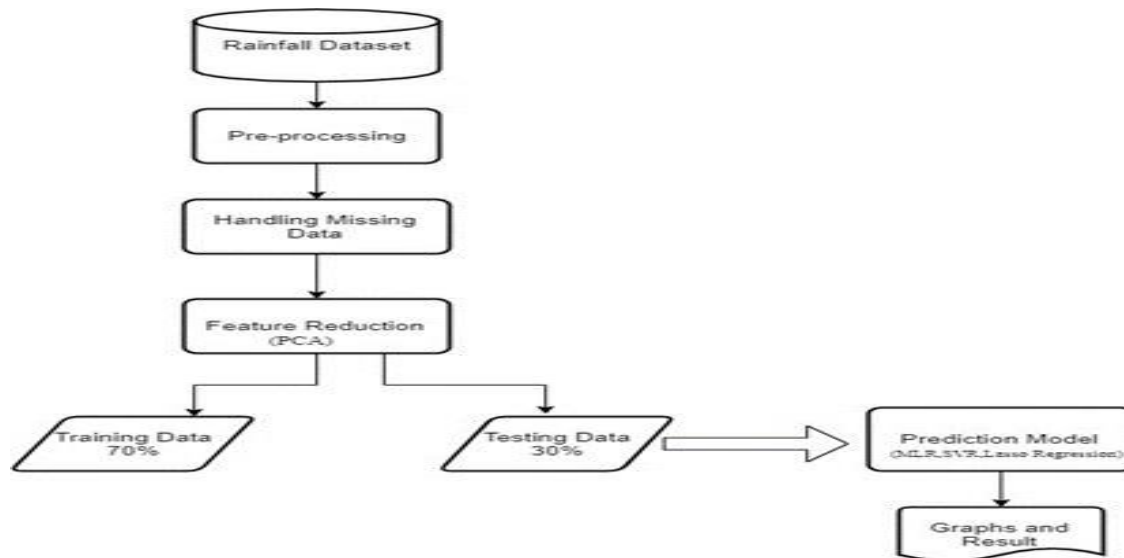 Rainfall Dataset
Pre-processing
Handling Missing
Data
Feature Reduction
(PCA)
Training Data
70%
Testing Data
30%
Prediction Model
(MLR,SVR,Lasso Regression)
Graphs and
Result